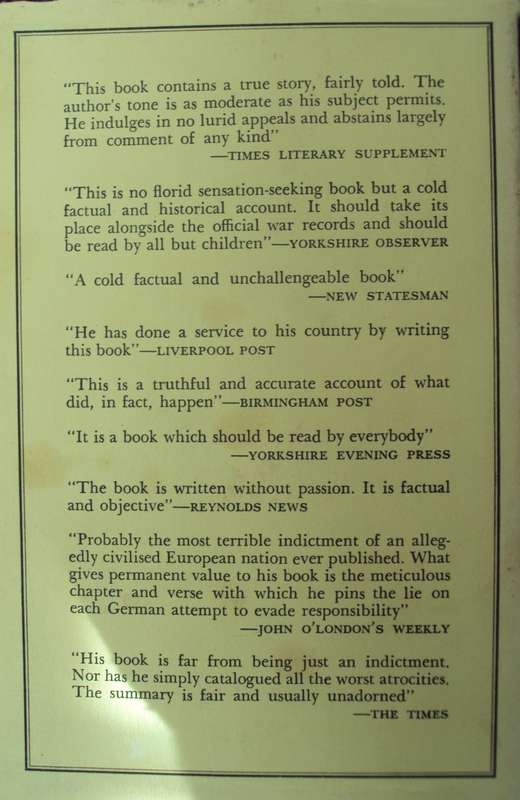 “This book contains a true story, fairly told. The
author's tone is as moderate as his subject permits.
He indulges in no lurid appeals and abstains largely
from comment of any kind”
—TIMES LITERARY SUPPLEMENT
“This is no florid sensation-seeking book but a cold
factual and historical account. It should take its
place alongside the official war records and should
be read by all but children”—YORKSHIRE OBSERVER
“A cold factual and unchallengeable book”
—NEW STATESMAN
“He has done a service to his country by writing
this book”—LIVERPOOL POST
“This is a truthful and accurate account of what
did, in fact, happen”—BIRMINGHAM POST
“It is a book which should be read by everybody”
—YORKSHIRE EVENING PRESS
“The book is written without passion. It is factual
and objective”—REYNOLDS NEWS
“Probably the most terrible indictment of an alleg-
edly civilised European nation ever published. What
gives permanent value to his book is the meticulous
chapter and verse with which he pins the lie on
each German attempt to evade responsibility”
—JOHN O'LONDON'S WEEKLY
“His book is far from being just an indictment.
Nor has he simply catalogued all the worst atrocities.
The summary is fair and usually unadorned”
—THE TIMES